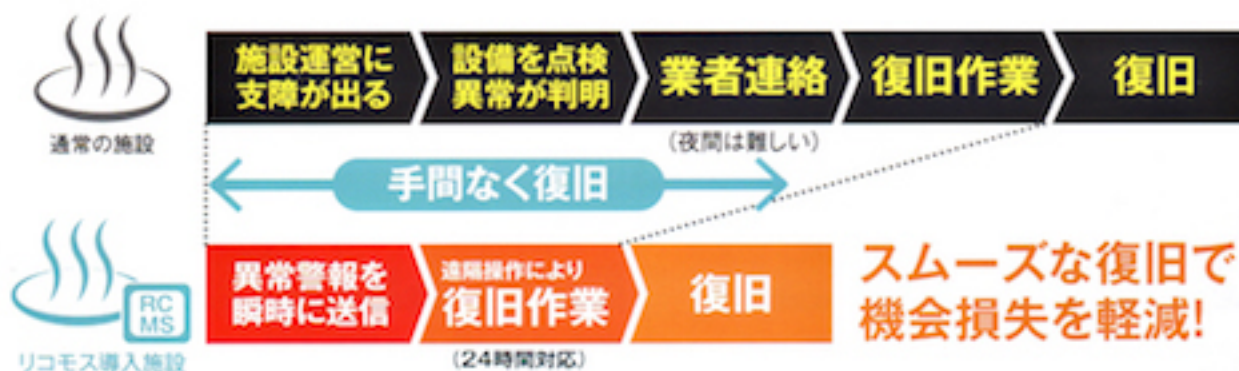 施設運営に
支障が出る
設備を点検
異常が判明
業者連絡
復旧作業
復旧
通常の施設
(夜間は難しい)
手間なく復旧
異常警報を
瞬時に送信
遠隔操作により
復旧作業
復旧
スムーズな復旧で
機会損失を軽減!
RC
MS
リコモス導入施設
(24時間対応)